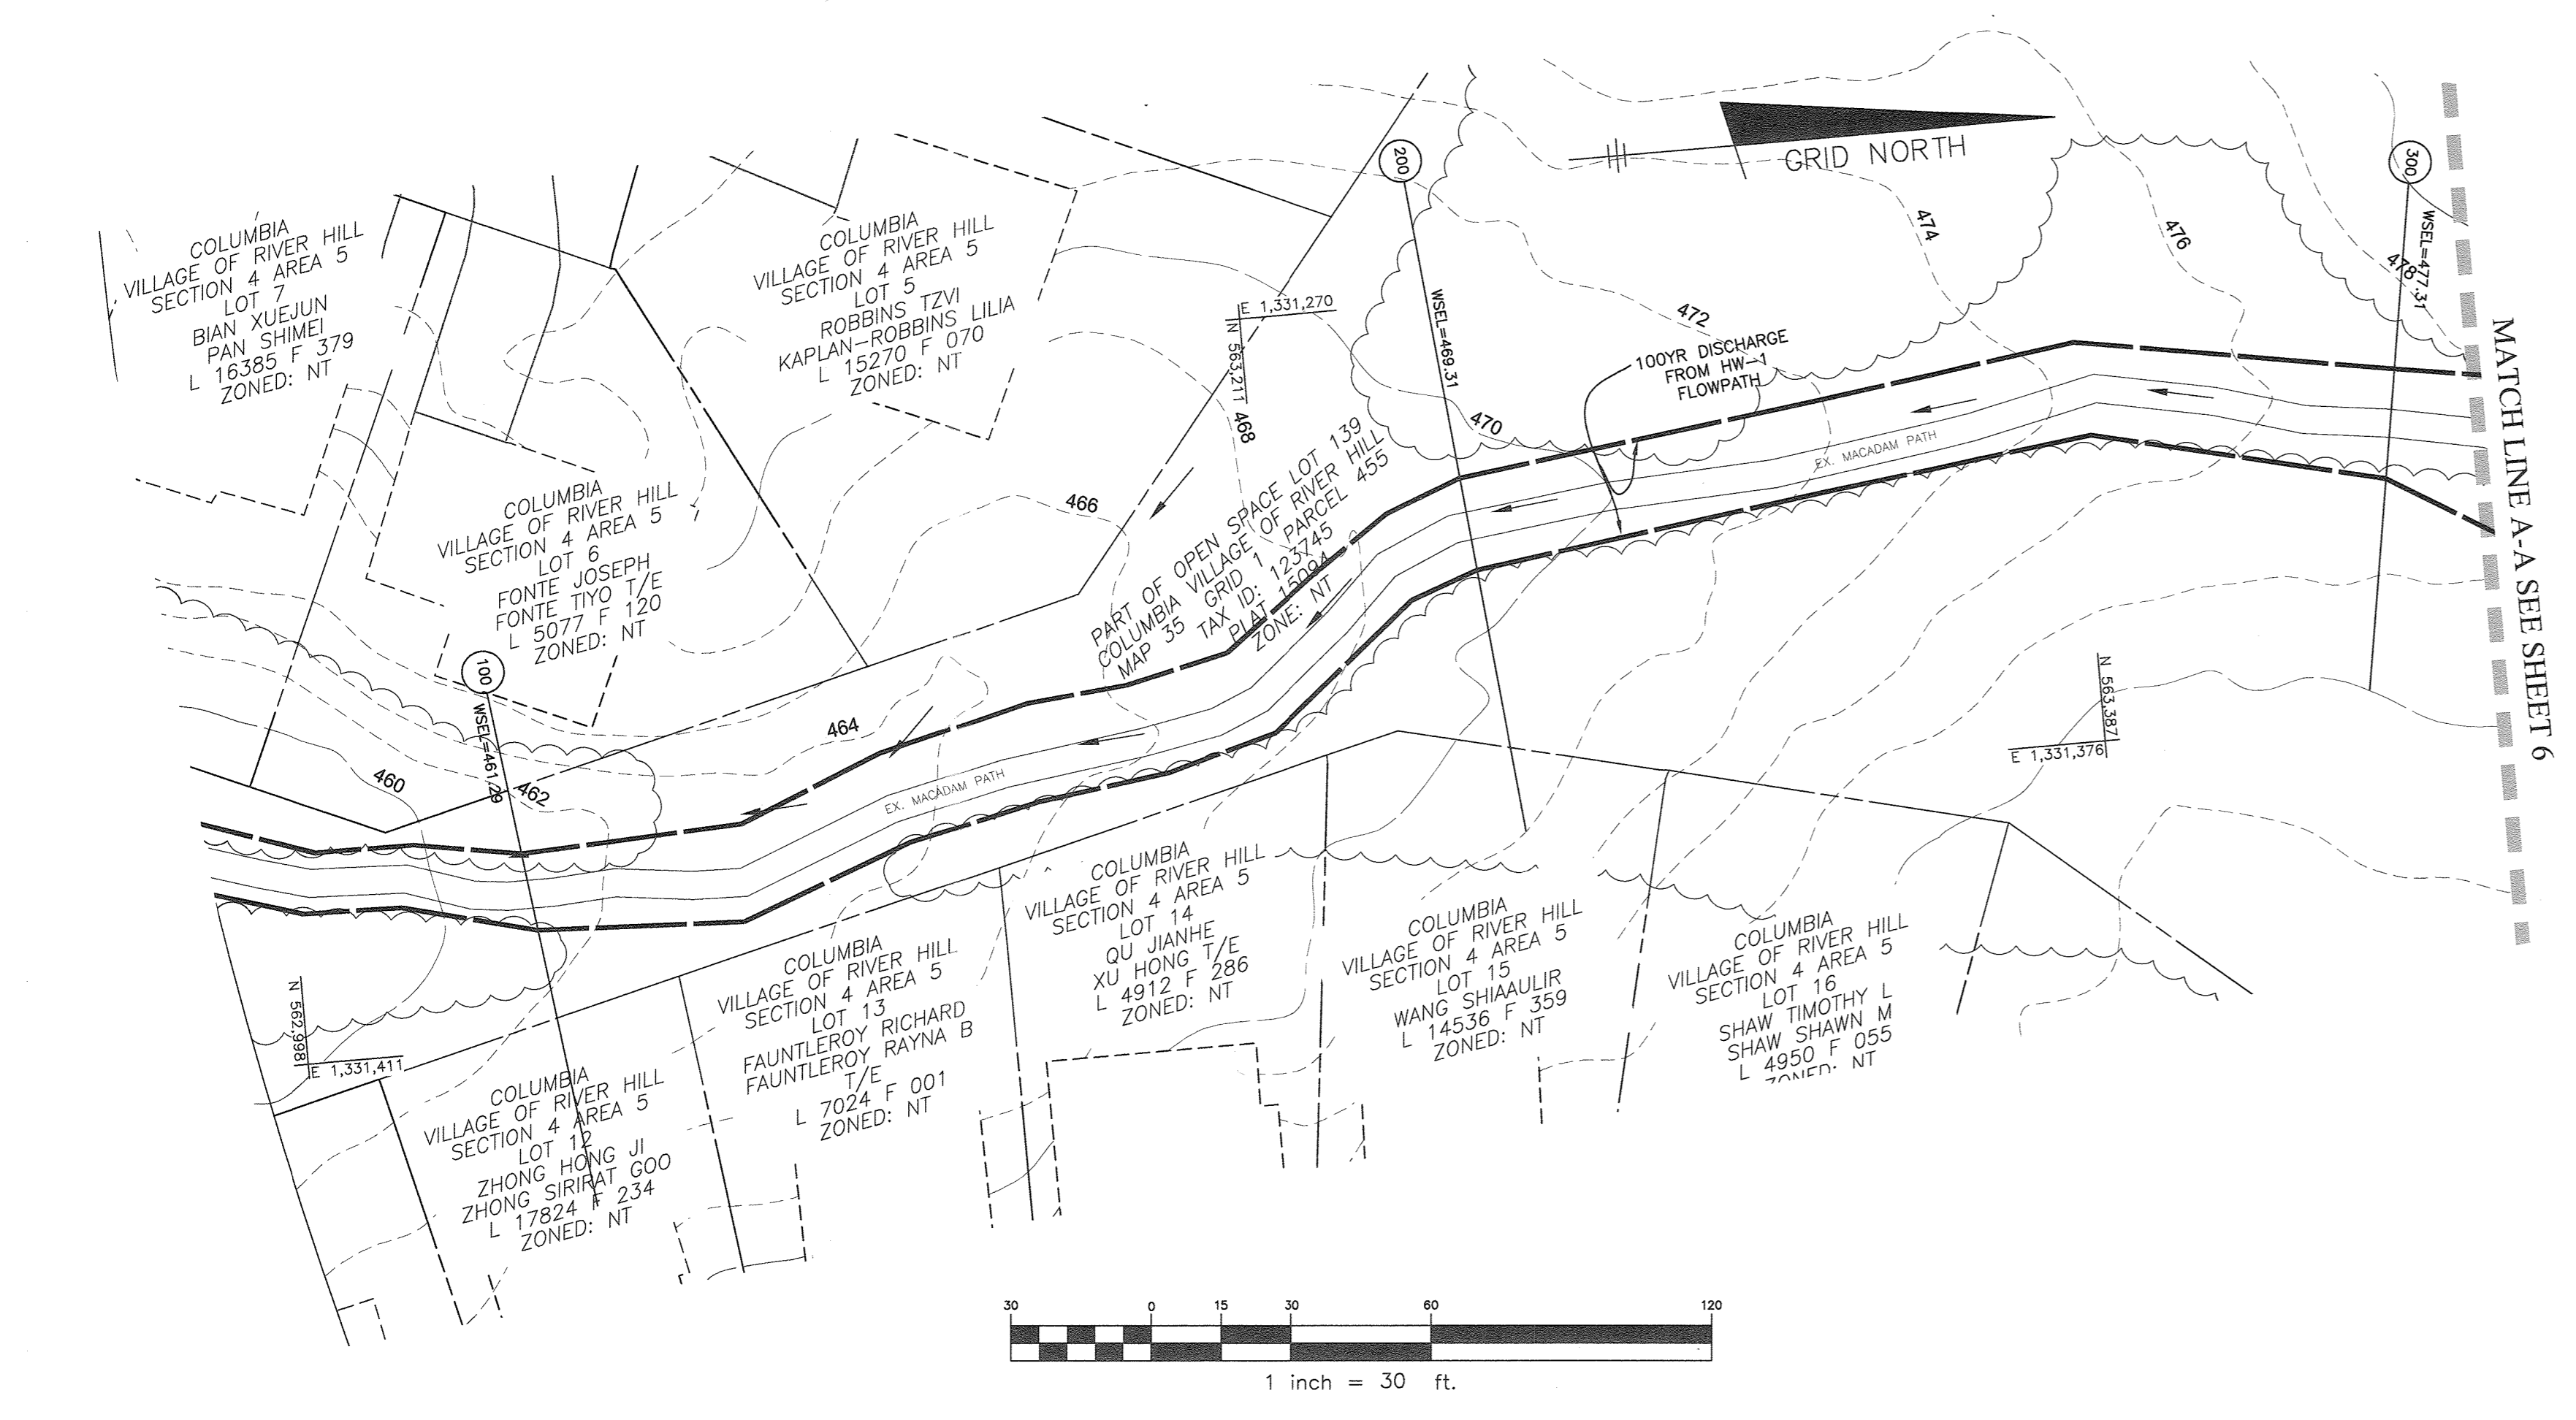 COLUMBIA
VILLAGE OF RIVER HILL
SECTION 4 AREA 5
LOT 7
BIAN XUEJUN
PAN SHIMEI
L 16385 F 379
ZONED: NT
COLUMBIA
VILLAGE OF RIVER HILL
SECTION 4 AREA 5
LOT 5
ROBBINS TZVI
KAPLAN-ROBBINS LILIA
L 15270 F 070
ZONED: NT
200
WSEL=469.31
GRID NORTH
474
476
300
WSEL=477.31
478
E 1,331,270
N 563,211
468
472
100YR DISCHARGE
FROM HW-1
FLOWPATH
470
EX. MACADAM PATH
MATCH LINE A-A SEE SHEET 6
COLUMBIA
VILLAGE OF RIVER HILL
SECTION 4 AREA 5
LOT 6
FONTE JOSEPH
FONTE TIYO T/E
L 5077 F 120
ZONED: NT
466
PART OF OPEN SPACE LOT 139
COLUMBIA VILLAGE OF RIVER HILL
MAP 35 GRID 1 PARCEL 455
TAX ID: 123745
PLAT
ZONE: NT
100
WSEL=461.29
464
460
462
EX. MACADAM PATH
N 563,387
E 1,331,376
N 562,998
E 1,331,411
COLUMBIA
VILLAGE OF RIVER HILL
SECTION 4 AREA 5
LOT 12
ZHONG HONG JI
ZHONG SIRIRAT GOO
L 17824 F 234
ZONED: NT
COLUMBIA
VILLAGE OF RIVER HILL
SECTION 4 AREA 5
LOT 13
FAUNTLEROY RICHARD
FAUNTLEROY RAYNA B
T/E
L 7024 F 001
ZONED: NT
COLUMBIA
VILLAGE OF RIVER HILL
SECTION 4 AREA 5
LOT 14
QU JIANHE
XU HONG T/E
L 4912 F 286
ZONED: NT
COLUMBIA
VILLAGE OF RIVER HILL
SECTION 4 AREA 5
LOT 15
WANG SHIAAULIR
L 14536 F 359
ZONED: NT
COLUMBIA
VILLAGE OF RIVER HILL
SECTION 4 AREA 5
LOT 16
SHAW TIMOTHY L
SHAW SHAWN M
L 4950 F 055
ZONED: NT
30 0 15 30 60 120
1 inch = 30 ft.